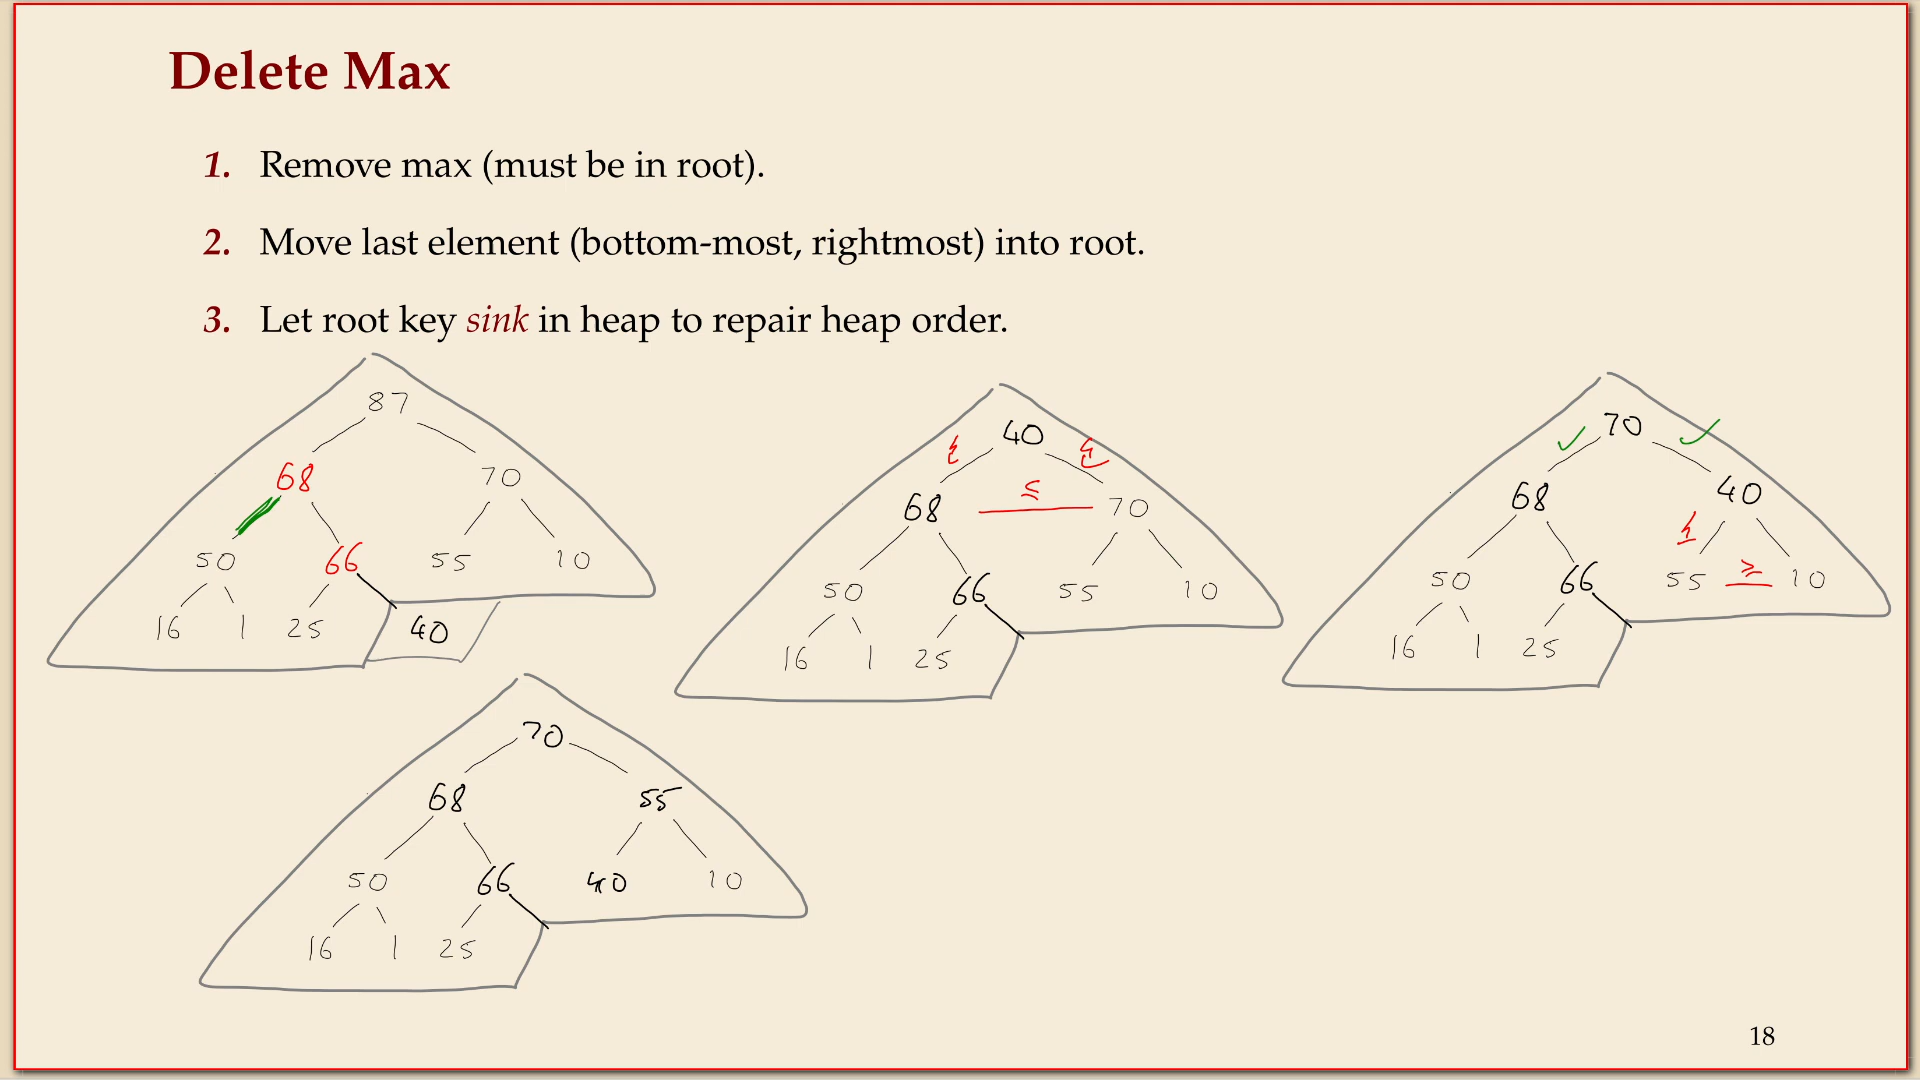 Delete Max
1. Remove max (must be in root).
2. Move last element (bottom-most, rightmost) into root.
3. Let root key sink in heap to repair heap order.
87
68 70
50 66 55 10
16 1 25 40
40
68 ≤ 70
50 66 55 10
16 1 25
70
68 40
50 66 55 ≥ 10
16 1 25
70
68 55
50 66 40 10
16 1 25
18